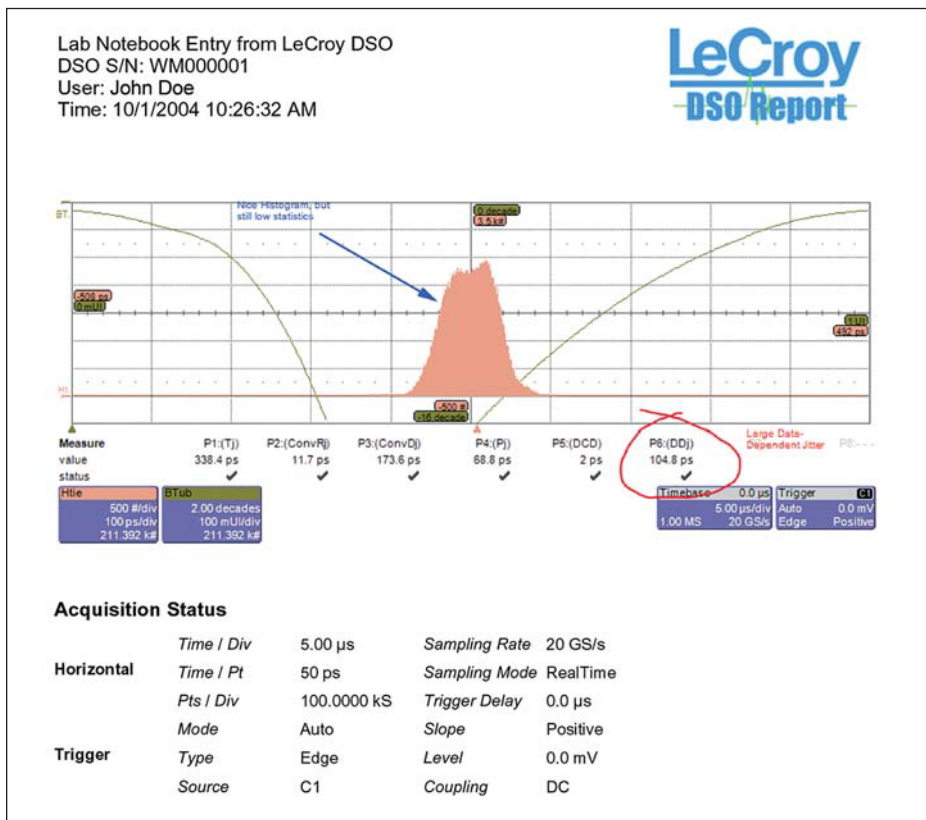 Lab Notebook Entry from LeCroy DSO
DSO S/N: WM000001
User: John Doe
Time: 10/1/2004 10:26:32 AM
LeCroy
DSO Report
BT.
Nice Histogram, but
still low statistics
0 decade
3.5 k#
-508 ps
0 mUI
1 UI
492 ps
Ht.
-500 #
-16 decade
Large Data-
Dependent Jitter
Measure P1:(Tj) P2:(ConvRj) P3:(ConvDj) P4:(Pj) P5:(DCD) P6:(DDj) P8:- - -
value 338.4 ps 11.7 ps 173.6 ps 68.8 ps 2 ps 104.8 ps
status ✔ ✔ ✔ ✔ ✔ ✔
Htie BTub Timebase 0.0 µs Trigger C1
500 #/div 2.00 decades 5.00 µs/div Auto 0.0 mV
100 ps/div 100 mUI/div 1.00 MS 20 GS/s Edge Positive
211.392 k# 211.392 k#
Acquisition Status
Horizontal
Time / Div 5.00 µs Sampling Rate 20 GS/s
Time / Pt 50 ps Sampling Mode RealTime
Pts / Div 100.0000 kS Trigger Delay 0.0 µs
Trigger
Mode Auto Slope Positive
Type Edge Level 0.0 mV
Source C1 Coupling DC